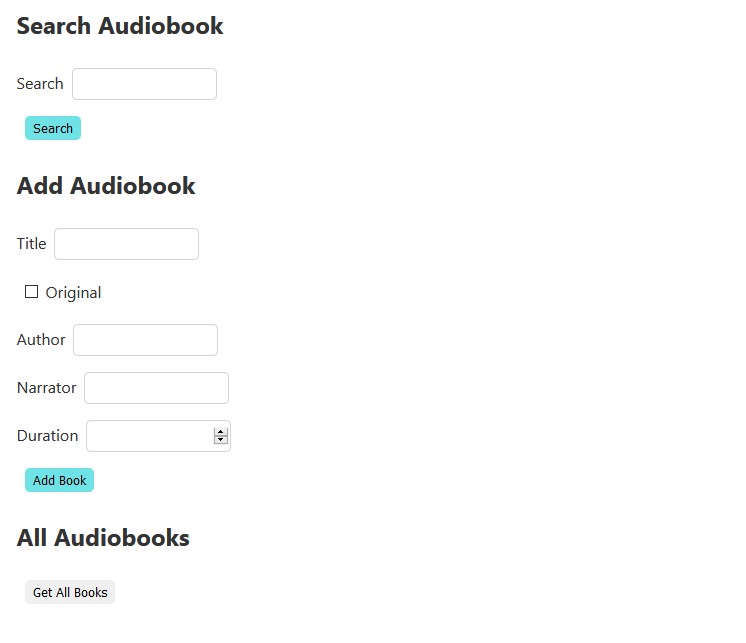 Search Audiobook
Search
Search
Add Audiobook
Title
Original
Author
Narrator
Duration
Add Book
All Audiobooks
Get All Books